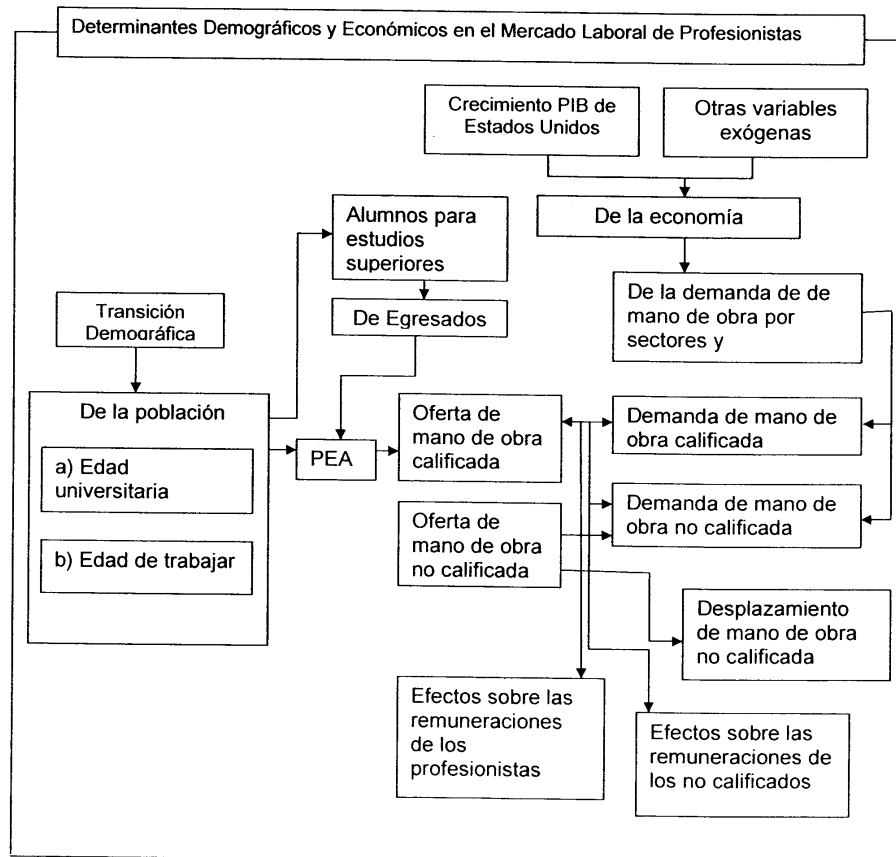 Determinantes Demográficos y Económicos en el Mercado Laboral de Profesionistas
Crecimiento PIB de
Estados Unidos
Otras variables
exógenas
De la economía
Alumnos para
estudios
superiores
De la demanda de de
mano de obra por
sectores y
Transición
Demográfica
De Egresados
De la población
a) Edad
universitaria
b) Edad de trabajar
PEA
Oferta de
mano de obra
calificada
Demanda de mano de
obra calificada
Oferta de
mano de obra
no calificada
Demanda de mano de
obra no calificada
Desplazamiento
de mano de obra
no calificada
Efectos sobre las
remuneraciones
de los
profesionistas
Efectos sobre las
remuneraciones de
los no calificados